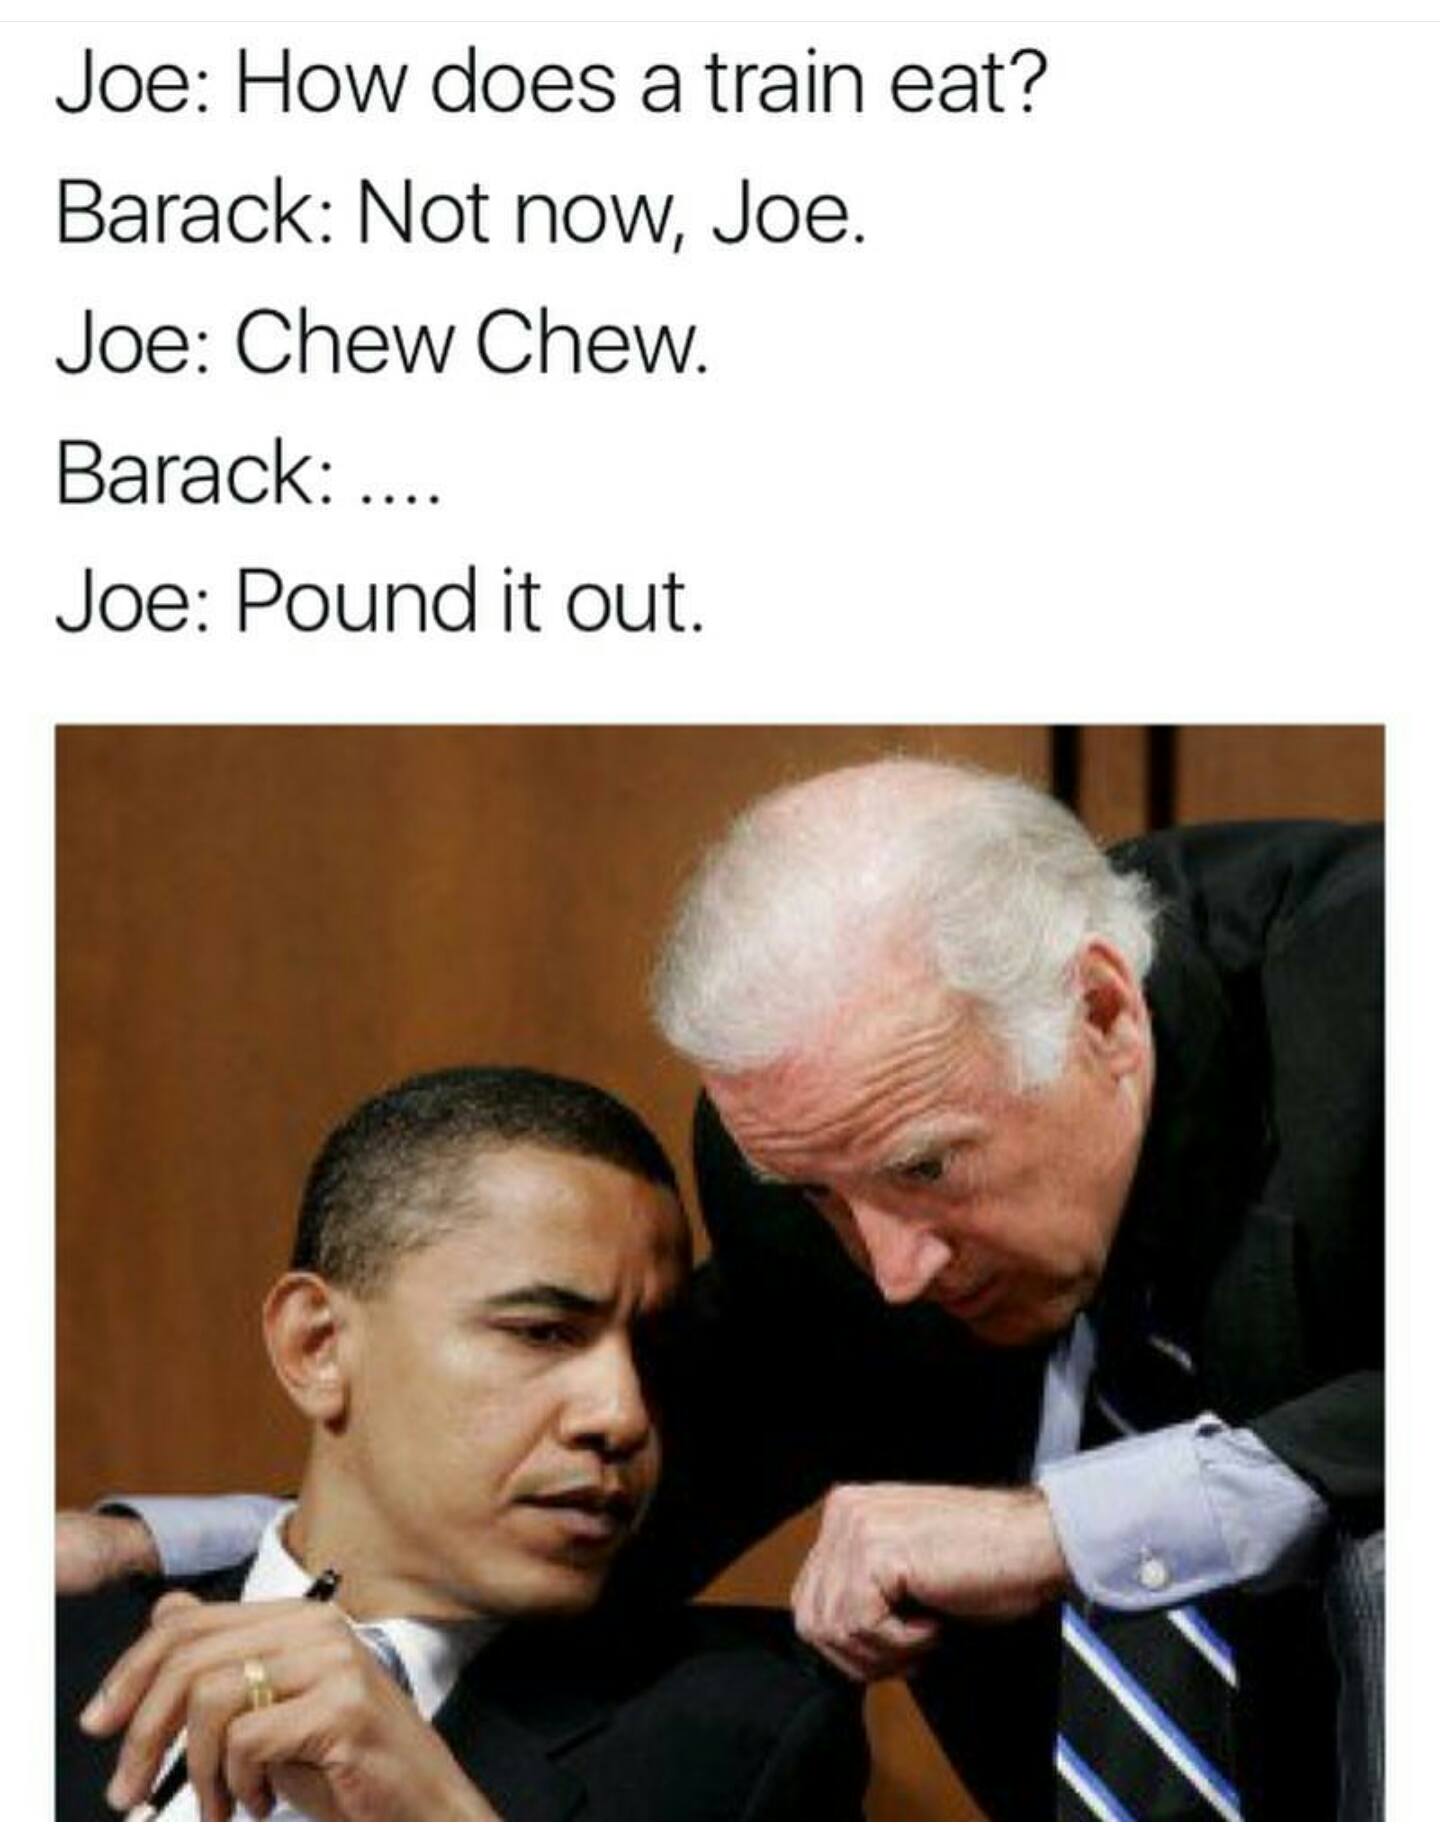 Joe: How does a train eat?
Barack: Not now, Joe.
Joe: Chew Chew.
Barack: ....
Joe: Pound it out.